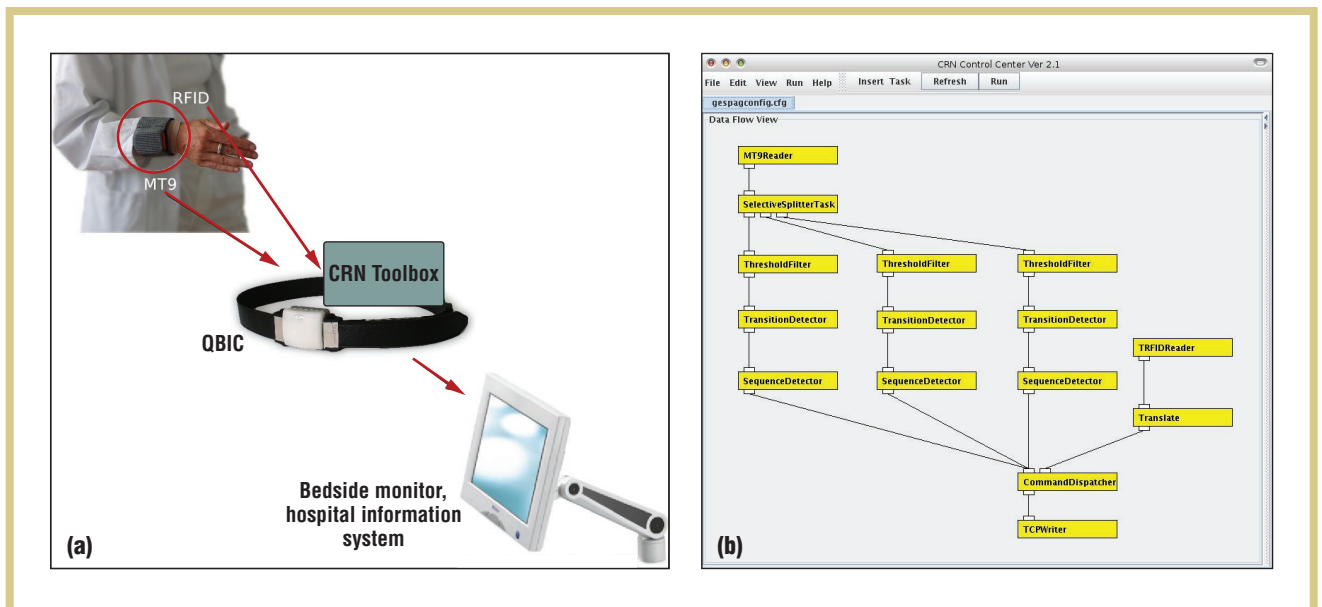 RFID
MT9
CRN Toolbox
QBIC
Bedside monitor,
hospital information
system
(a)
CRN Control Center Ver 2.1
File Edit View Run Help Insert Task Refresh Run
gespagconfig.cfg
Data Flow View
MT9Reader
SelectiveSplitterTask
ThresholdFilter ThresholdFilter ThresholdFilter
TransitionDetector TransitionDetector TransitionDetector
TRFIDReader
SequenceDetector SequenceDetector SequenceDetector
Translate
CommandDispatcher
TCPWriter
(b)